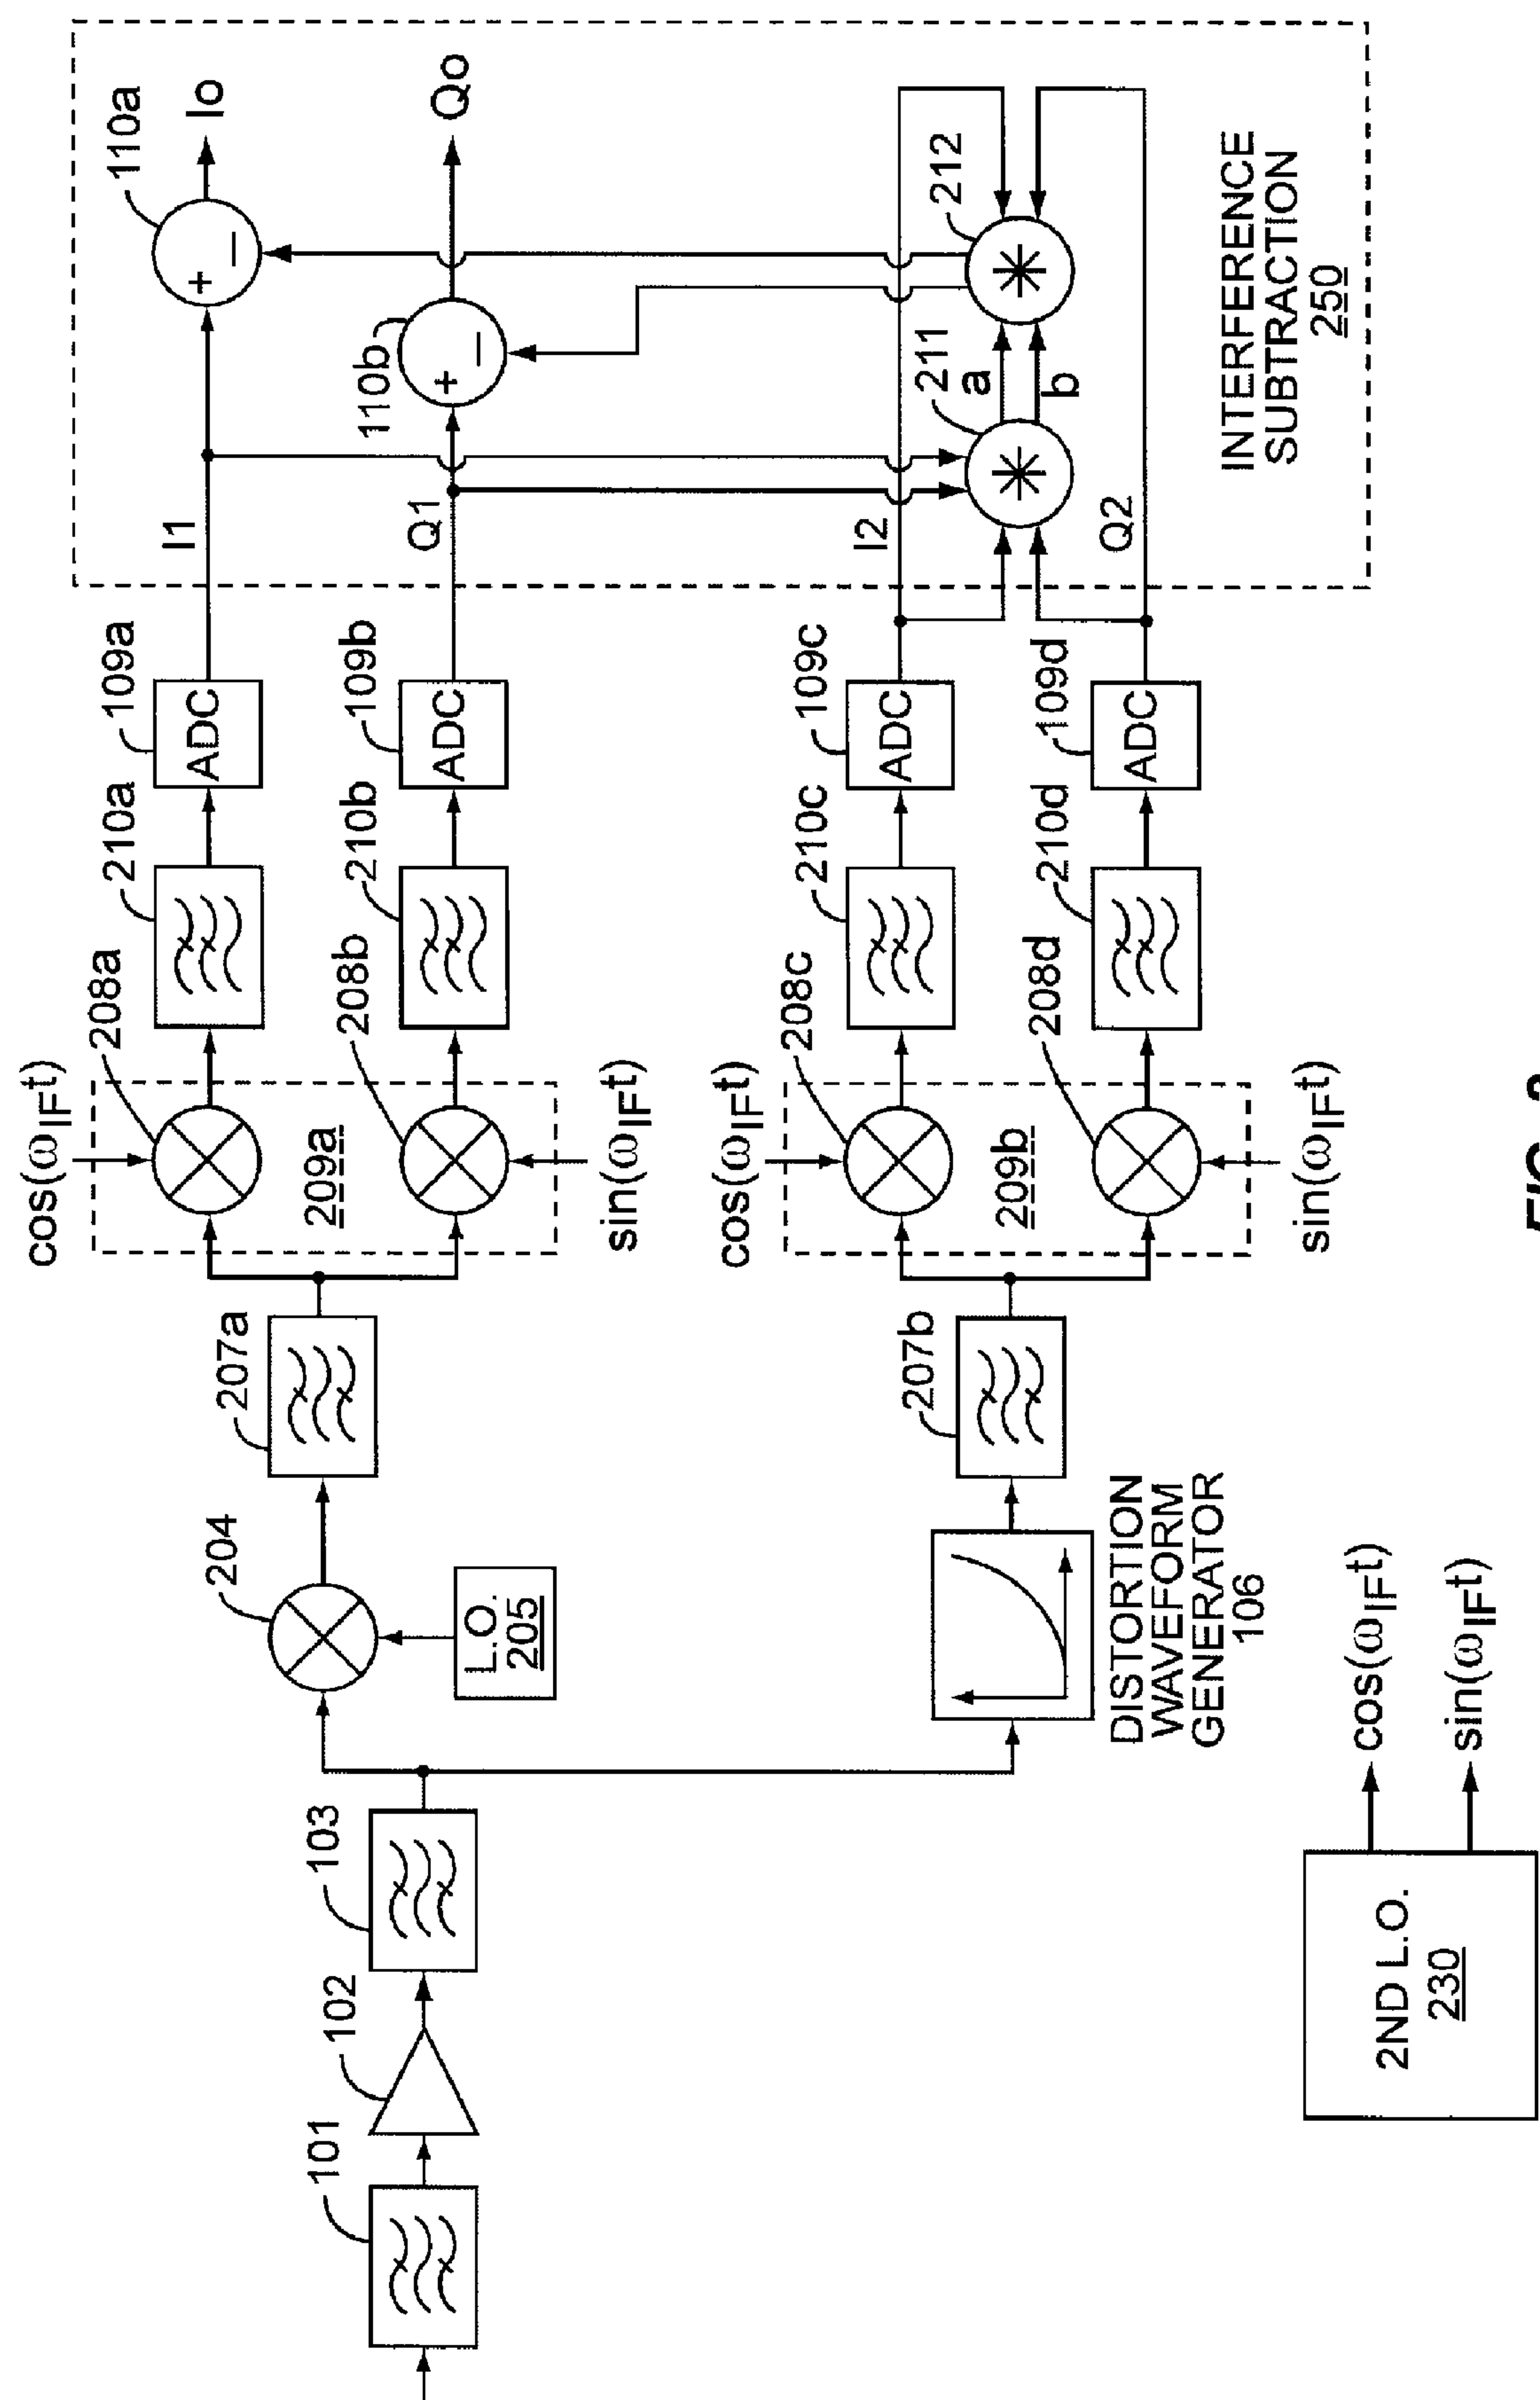 101
102
103
204
L.O.
205
207a
cos(ωIFt)
208a
209a
208b
sin(ωIFt)
210a
109a
ADC
210b
109b
ADC
I1
Q1
110a
Io
110b
Qo
DISTORTION
WAVEFORM
GENERATOR
106
207b
cos(ωIFt)
208c
209b
208d
sin(ωIFt)
210c
109c
ADC
210d
109d
ADC
I2
Q2
211
a
b
212
INTERFERENCE
SUBTRACTION
250
2ND L.O.
230
cos(ωIFt)
sin(ωIFt)